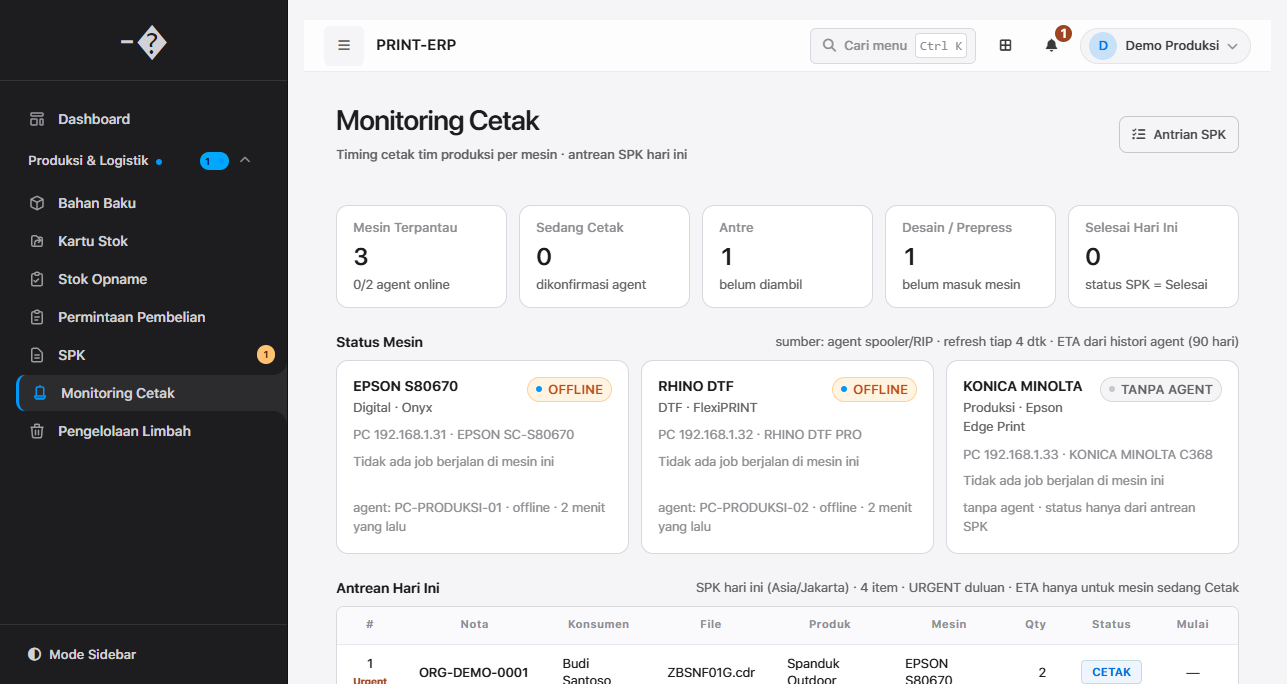 PRINT-ERP
Cari menu Ctrl K
1
D Demo Produksi
Dashboard
Produksi & Logistik 1
Bahan Baku
Kartu Stok
Stok Opname
Permintaan Pembelian
SPK 1
Monitoring Cetak
Pengelolaan Limbah
Mode Sidebar
Monitoring Cetak
Timing cetak tim produksi per mesin · antrean SPK hari ini
Antrian SPK
Mesin Terpantau
3
0/2 agent online
Sedang Cetak
0
dikonfirmasi agent
Antre
1
belum diambil
Desain / Prepress
1
belum masuk mesin
Selesai Hari Ini
0
status SPK = Selesai
Status Mesin
sumber: agent spooler/RIP · refresh tiap 4 dtk · ETA dari histori agent (90 hari)
EPSON S80670 OFFLINE
Digital · Onyx
PC 192.168.1.31 · EPSON SC-S80670
Tidak ada job berjalan di mesin ini
agent: PC-PRODUKSI-01 · offline · 2 menit
yang lalu
RHINO DTF OFFLINE
DTF · FlexiPRINT
PC 192.168.1.32 · RHINO DTF PRO
Tidak ada job berjalan di mesin ini
agent: PC-PRODUKSI-02 · offline · 2 menit
yang lalu
KONICA MINOLTA TANPA AGENT
Produksi · Epson
Edge Print
PC 192.168.1.33 · KONICA MINOLTA C368
Tidak ada job berjalan di mesin ini
tanpa agent · status hanya dari antrean
SPK
Antrean Hari Ini
SPK hari ini (Asia/Jakarta) · 4 item · URGENT duluan · ETA hanya untuk mesin sedang Cetak
# Nota Konsumen File Produk Mesin Qty Status Mulai
1 ORG-DEMO-0001 Budi ZBSNF01G.cdr Spanduk EPSON 2 CETAK —
Urgent Santoso Outdoor S80670